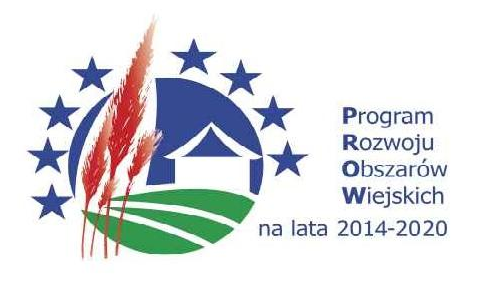 Program
Rozwoju
Obszarów
Wiejskich
na lata 2014-2020